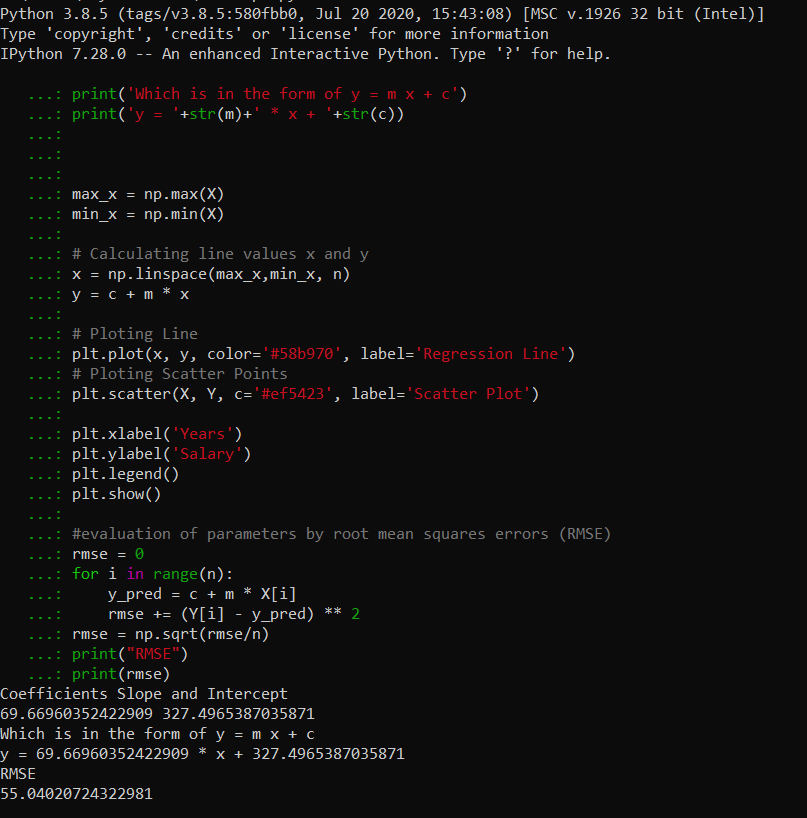 Python 3.8.5 (tags/v3.8.5:580fbb0, Jul 20 2020, 15:43:08) [MSC v.1926 32 bit (Intel)]
Type 'copyright', 'credits' or 'license' for more information
IPython 7.28.0 -- An enhanced Interactive Python. Type '?' for help.
...: print('Which is in the form of y = m x + c')
...: print('y = '+str(m)+' * x + '+str(c))
...:
...:
...:
...: max_x = np.max(X)
...: min_x = np.min(X)
...:
...: # Calculating line values x and y
...: x = np.linspace(max_x,min_x, n)
...: y = c + m * x
...:
...: # Ploting Line
...: plt.plot(x, y, color='#58b970', label='Regression Line')
...: # Ploting Scatter Points
...: plt.scatter(X, Y, c='#ef5423', label='Scatter Plot')
...:
...: plt.xlabel('Years')
...: plt.ylabel('Salary')
...: plt.legend()
...: plt.show()
...:
...: #evaluation of parameters by root mean squares errors (RMSE)
...: rmse = 0
...: for i in range(n):
...:     y_pred = c + m * X[i]
...:     rmse += (Y[i] - y_pred) ** 2
...: rmse = np.sqrt(rmse/n)
...: print("RMSE")
...: print(rmse)
Coefficients Slope and Intercept
69.66960352422909 327.4965387035871
Which is in the form of y = m x + c
y = 69.66960352422909 * x + 327.4965387035871
RMSE
55.04020724322981